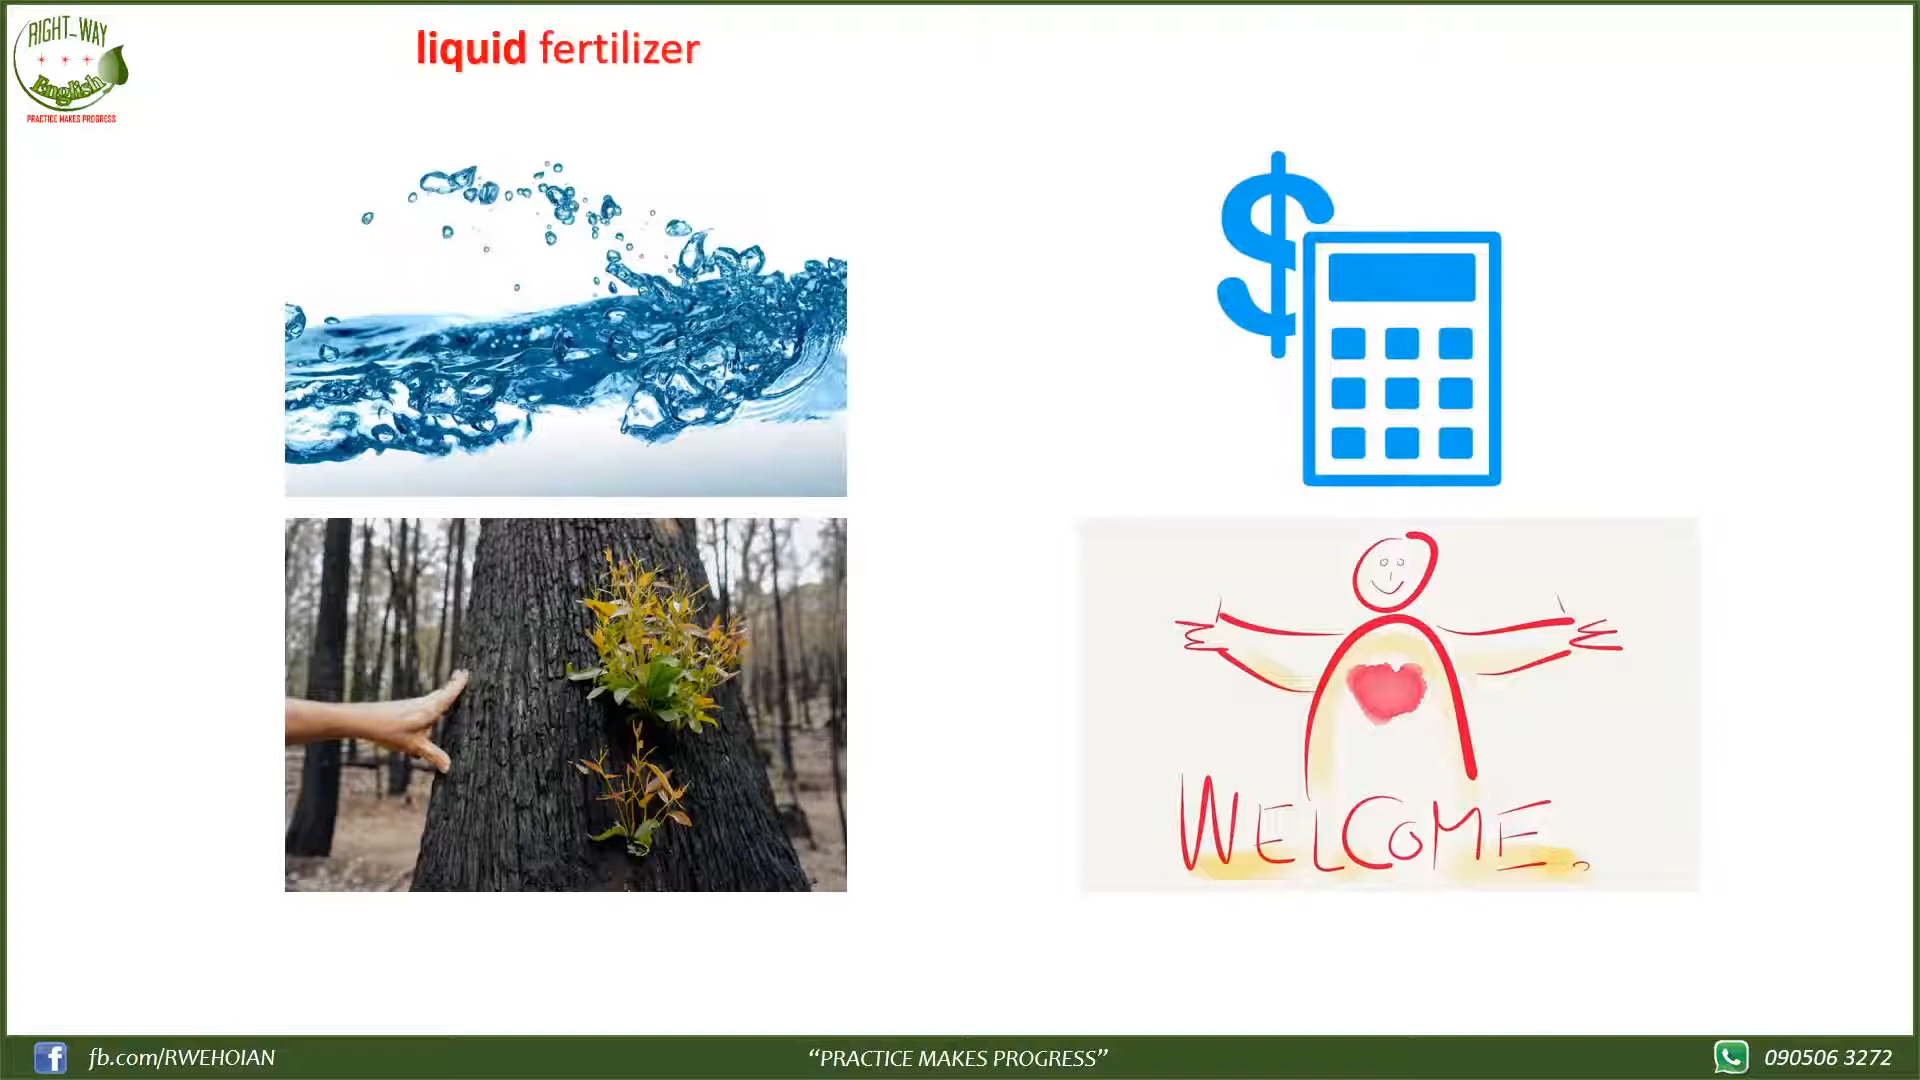 RIGHT_WAY
English
PRACTICE MAKES PROGRESS
liquid fertilizer
WELCOME.
fb.com/RWEHOIAN
“PRACTICE MAKES PROGRESS”
090506 3272